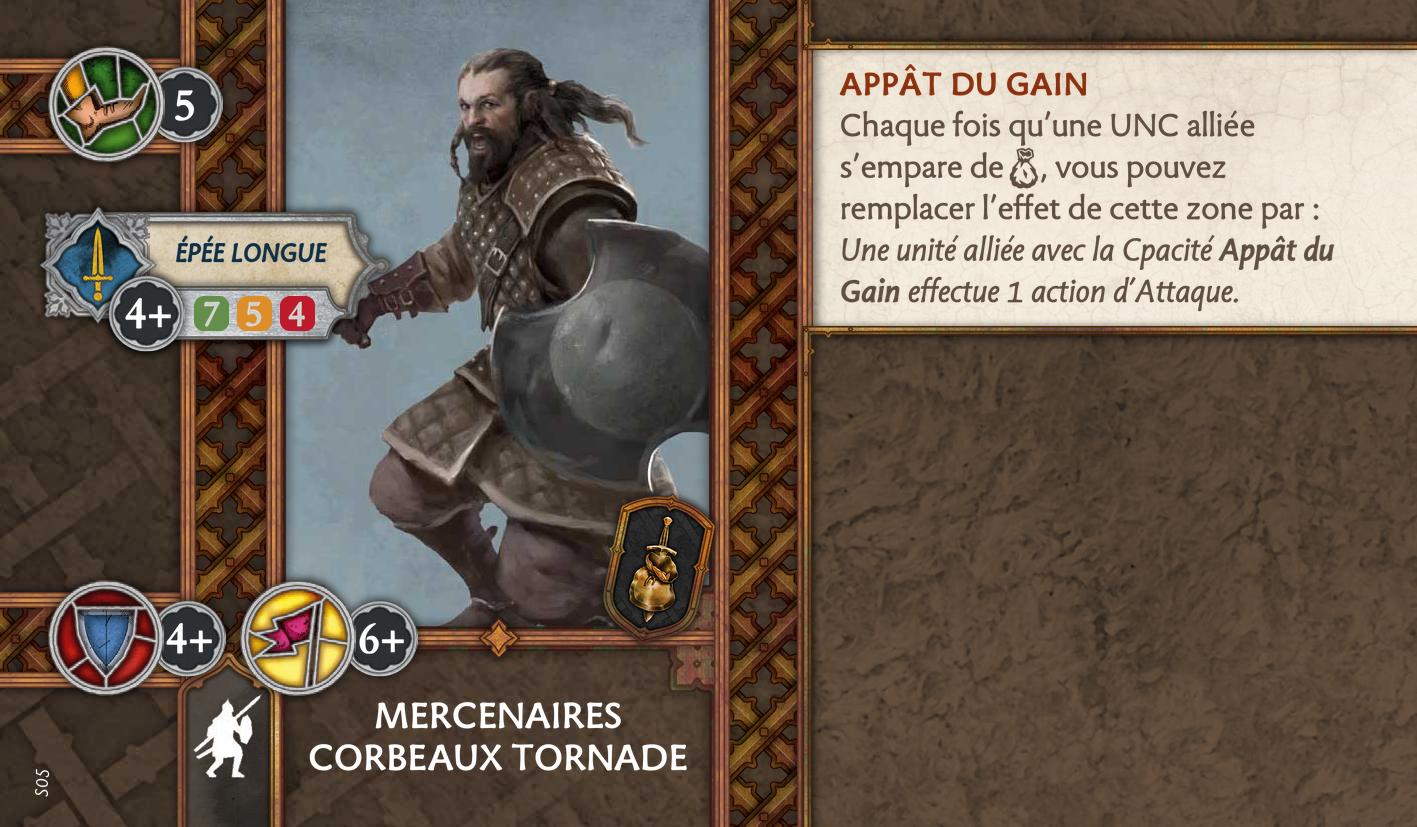 5
ÉPÉE LONGUE
4+ 7 5 4
4+ 6+
MERCENAIRES
CORBEAUX TORNADE
S05
APPÂT DU GAIN
Chaque fois qu’une UNC alliée
s’empare de , vous pouvez
remplacer l’effet de cette zone par :
Une unité alliée avec la Cpacité Appât du
Gain effectue 1 action d’Attaque.